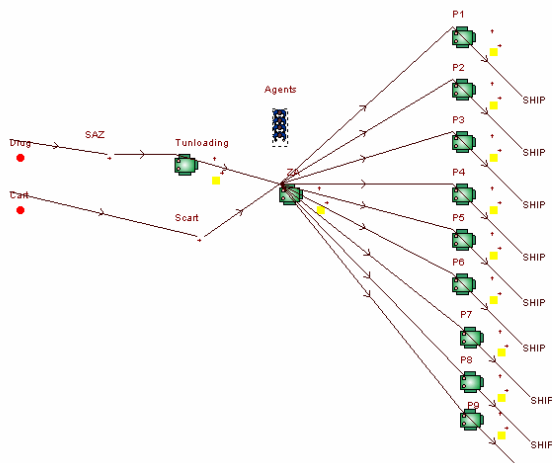 P1
P2
Agents
SHIP
P3
SAZ
Drug Tunloading
SHIP
ZA P4
Cart
SHIP
Scart P5
SHIP
P6
SHIP
P7
SHIP
P8
SHIP
P9
SHIP